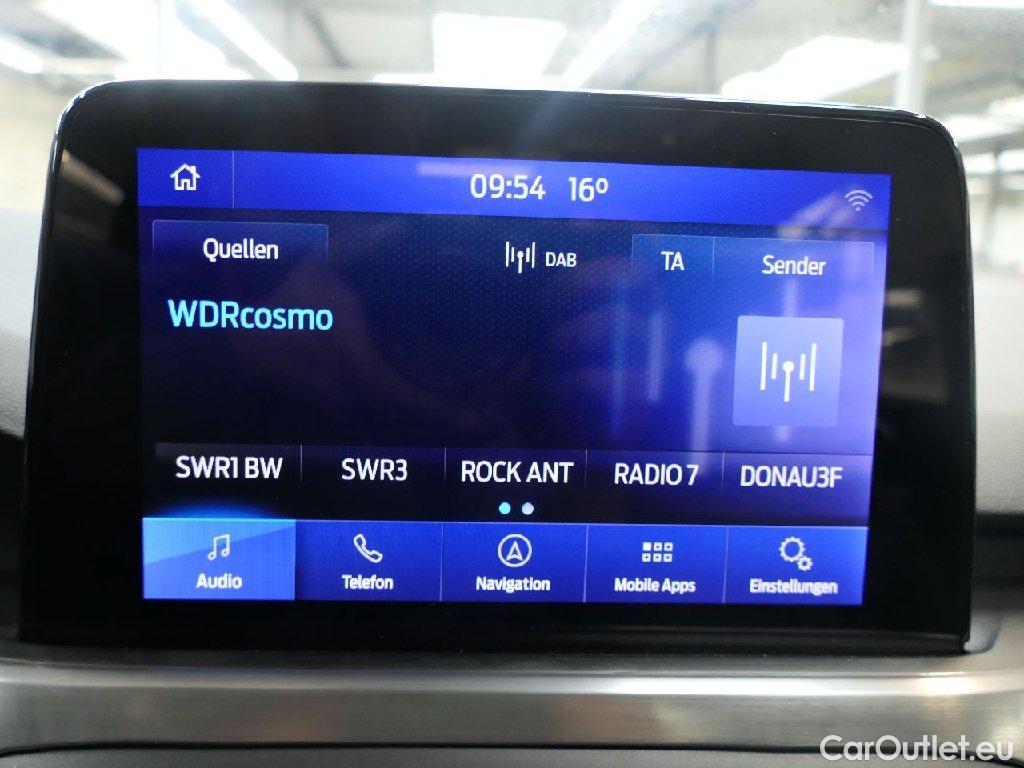 09:54 16°
Quellen DAB TA Sender
WDRcosmo
SWR1 BW SWR3 ROCK ANT RADIO 7 DONAU3F
Audio Telefon Navigation Mobile Apps Einstellungen
CarOutlet.eu